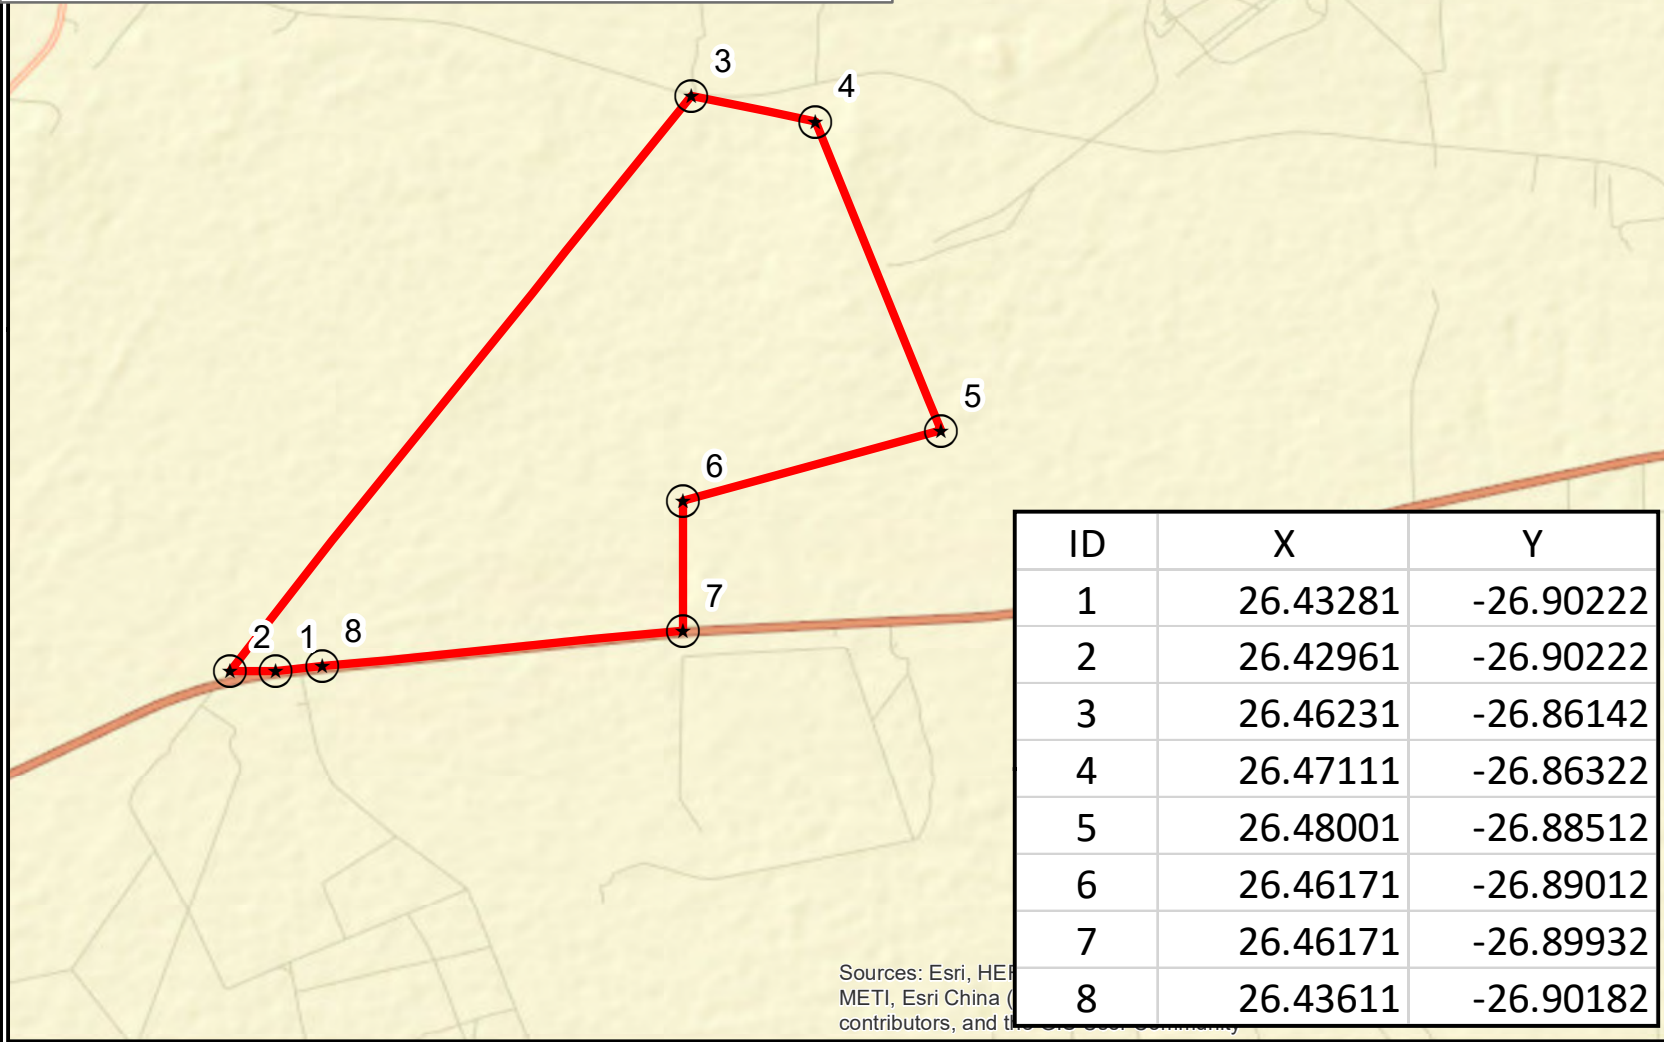 3
4
5
6
7
2 1 8
ID X Y
1 26.43281 -26.90222
2 26.42961 -26.90222
3 26.46231 -26.86142
4 26.47111 -26.86322
5 26.48001 -26.88512
6 26.46171 -26.89012
7 26.46171 -26.89932
8 26.43611 -26.90182
Sources: Esri, HE
METI, Esri China (
contributors, and